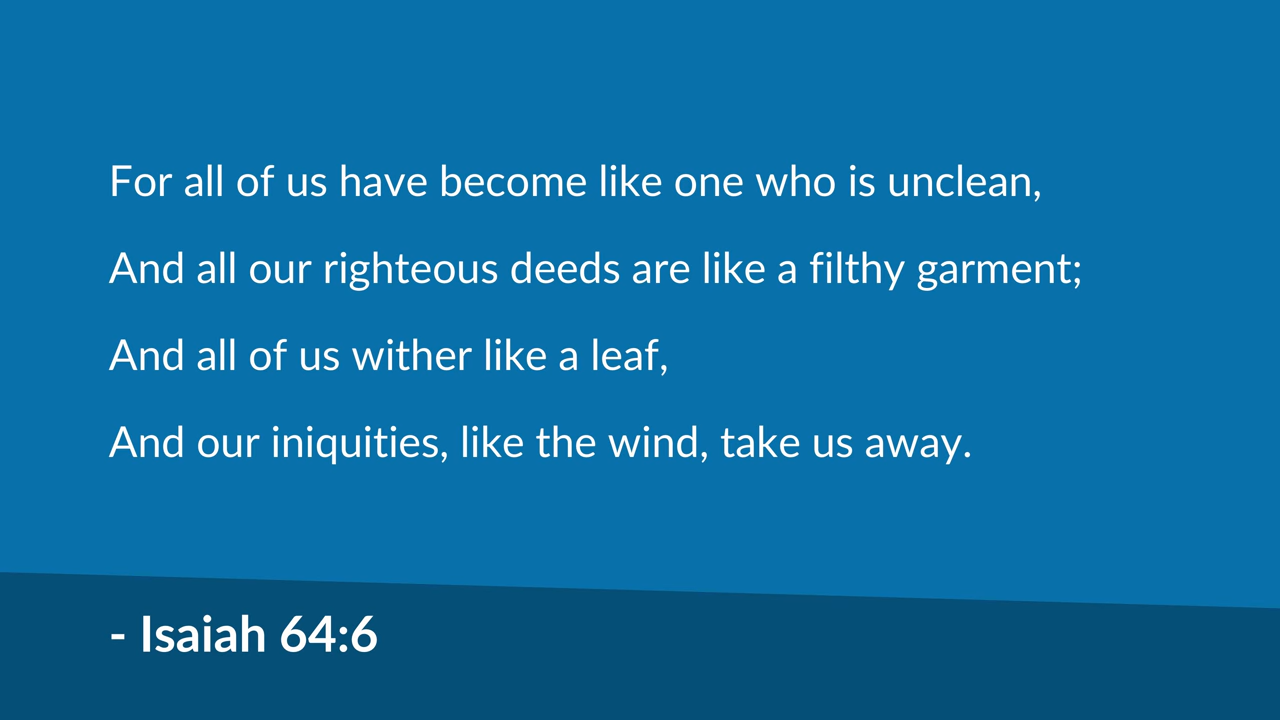 For all of us have become like one who is unclean,
And all our righteous deeds are like a filthy garment;
And all of us wither like a leaf,
And our iniquities, like the wind, take us away.
- Isaiah 64:6